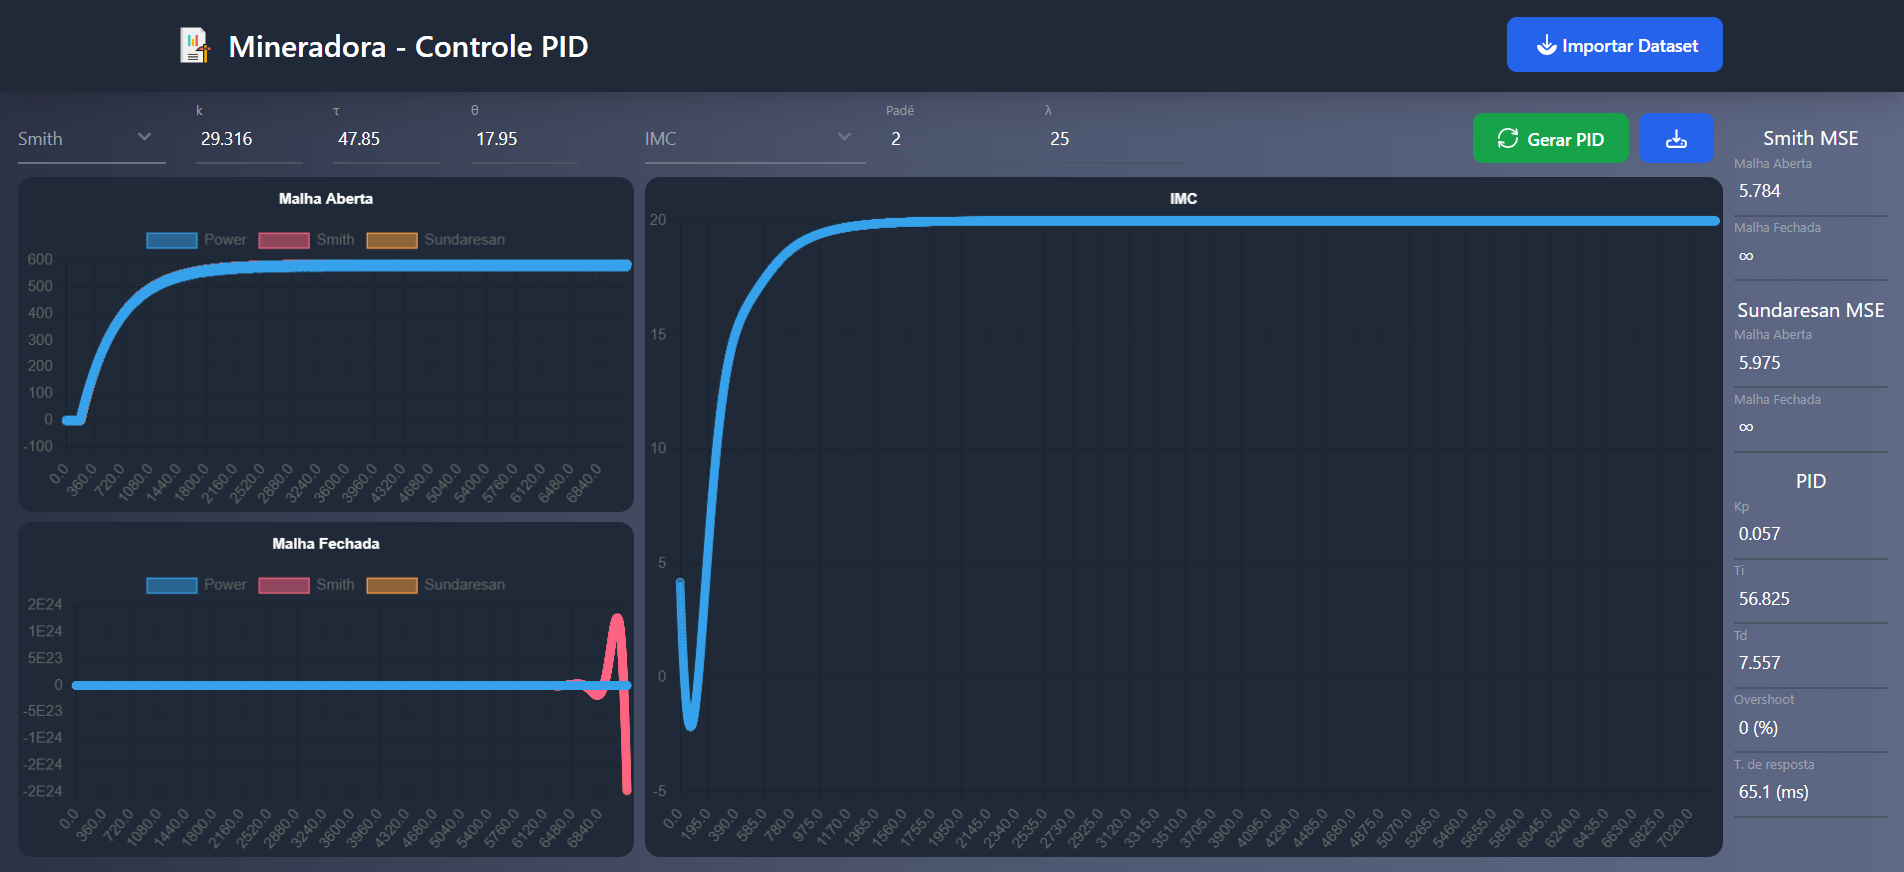 Mineradora - Controle PID
Importar Dataset
Smith
k
29.316
τ
47.85
θ
17.95
IMC
Padé
2
λ
25
Gerar PID
Malha Aberta
Power Smith Sundaresan
600
500
400
300
200
100
0
-100
0.0 360.0 720.0 1080.0 1440.0 1800.0 2160.0 2520.0 2880.0 3240.0 3600.0 3960.0 4320.0 4680.0 5040.0 5400.0 5760.0 6120.0 6480.0 6840.0
Malha Fechada
Power Smith Sundaresan
2E24
1E24
5E23
0
-5E23
-1E24
-2E24
-2E24
0.0 360.0 720.0 1080.0 1440.0 1800.0 2160.0 2520.0 2880.0 3240.0 3600.0 3960.0 4320.0 4680.0 5040.0 5400.0 5760.0 6120.0 6480.0 6840.0
IMC
20
15
10
5
0
-5
0.0 195.0 390.0 585.0 780.0 975.0 1170.0 1365.0 1560.0 1755.0 1950.0 2145.0 2340.0 2535.0 2730.0 2925.0 3120.0 3315.0 3510.0 3705.0 3900.0 4095.0 4290.0 4485.0 4680.0 4875.0 5070.0 5265.0 5460.0 5655.0 5850.0 6045.0 6240.0 6435.0 6630.0 6825.0 7020.0
Smith MSE
Malha Aberta
5.784
Malha Fechada
∞
Sundaresan MSE
Malha Aberta
5.975
Malha Fechada
∞
PID
Kp
0.057
Ti
56.825
Td
7.557
Overshoot
0 (%)
T. de resposta
65.1 (ms)